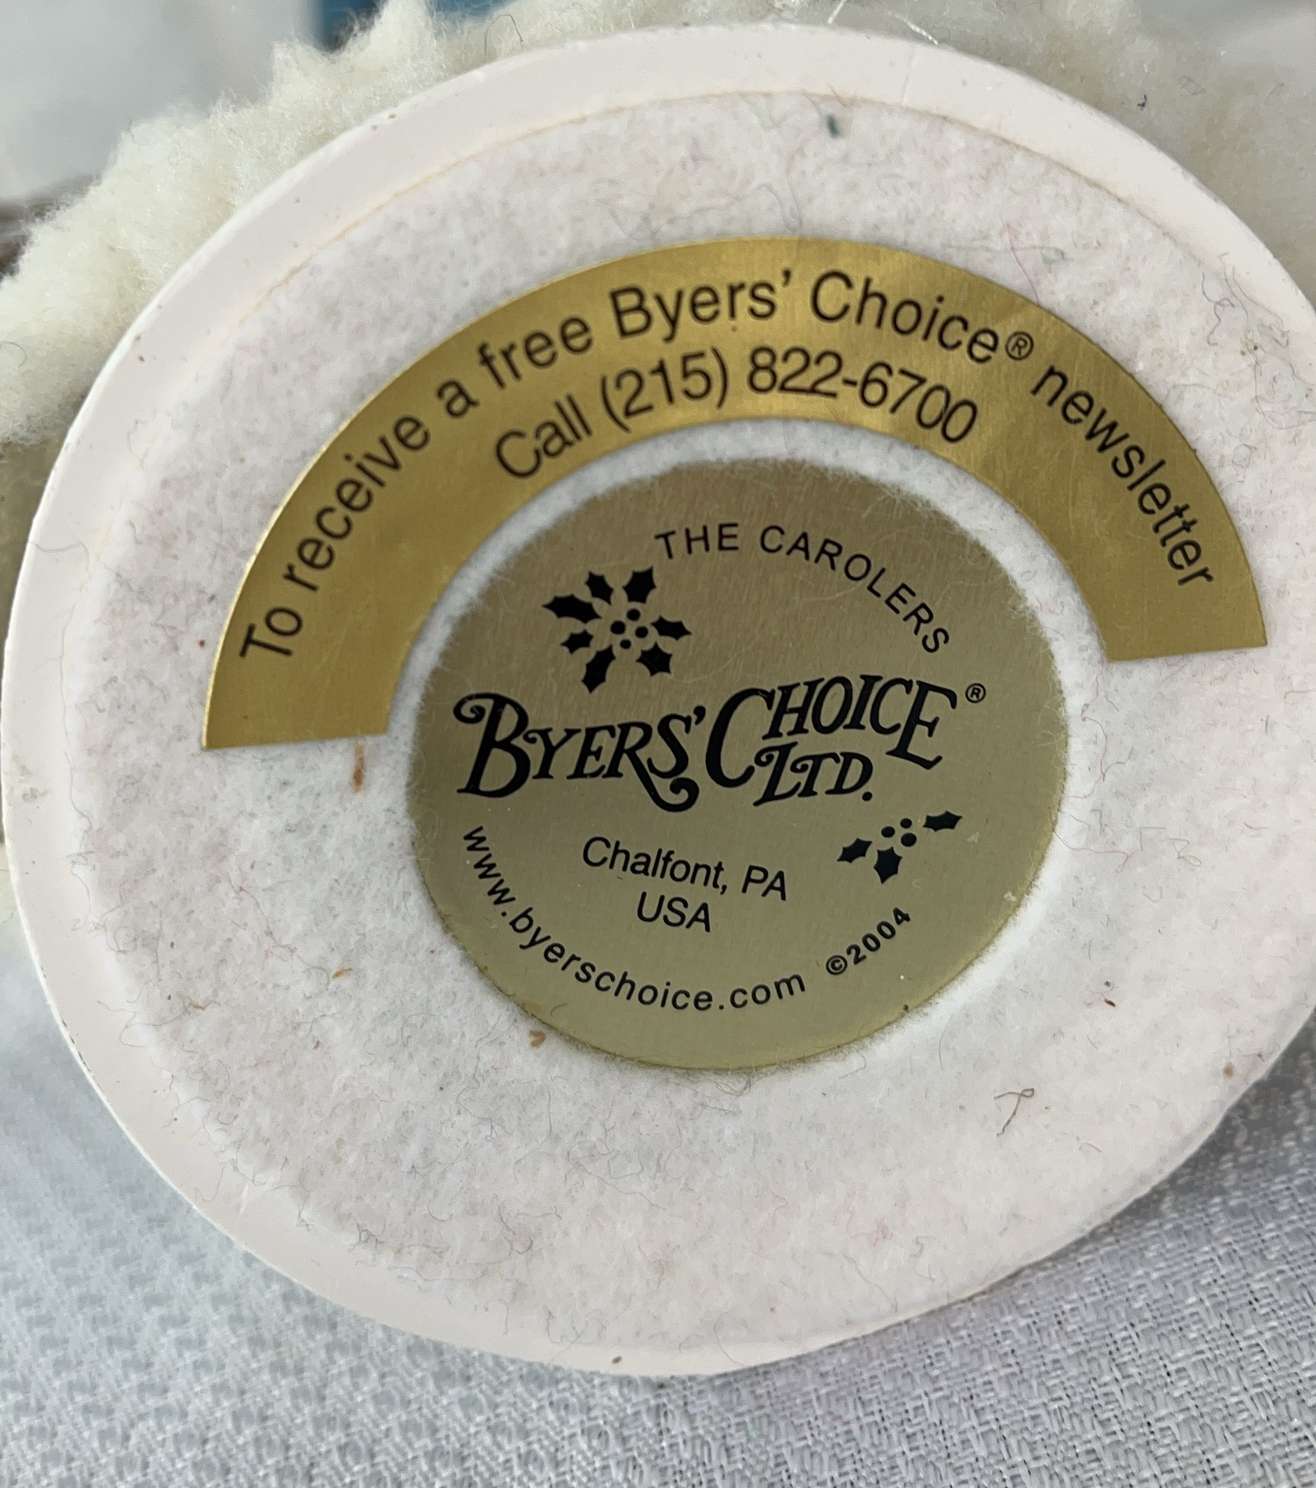 To receive a free Byers' Choice® newsletter
Call (215) 822-6700
THE CAROLERS
BYERS' CHOICE®
LTD.
Chalfont, PA
USA
www.byerschoice.com ©2004